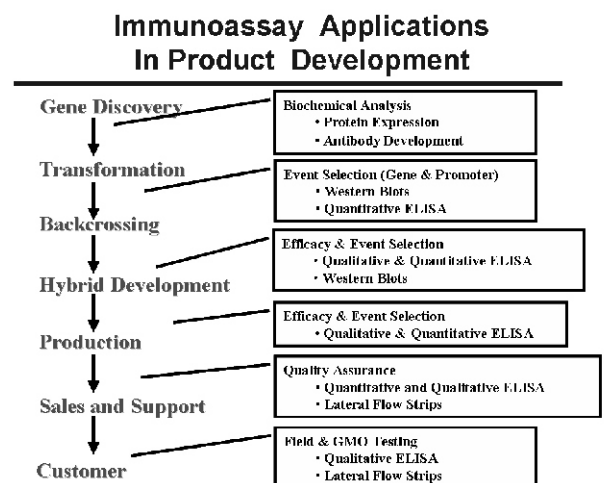 Immunoassay Applications
In Product Development
Gene Discovery
Biochemical Analysis
• Protein Expression
• Antibody Development
Transformation
Event Selection (Gene & Promoter)
• Western Blots
• Quantitative ELISA
Backcrossing
Efficacy & Event Selection
• Qualitative & Quantitative ELISA
• Western Blots
Hybrid Development
Efficacy & Event Selection
• Qualitative & Quantitative ELISA
Production
Quality Assurance
• Quantitative and Qualitative ELISA
• Lateral Flow Strips
Sales and Support
Field & GMO Testing
• Qualitative ELISA
• Lateral Flow Strips
Customer